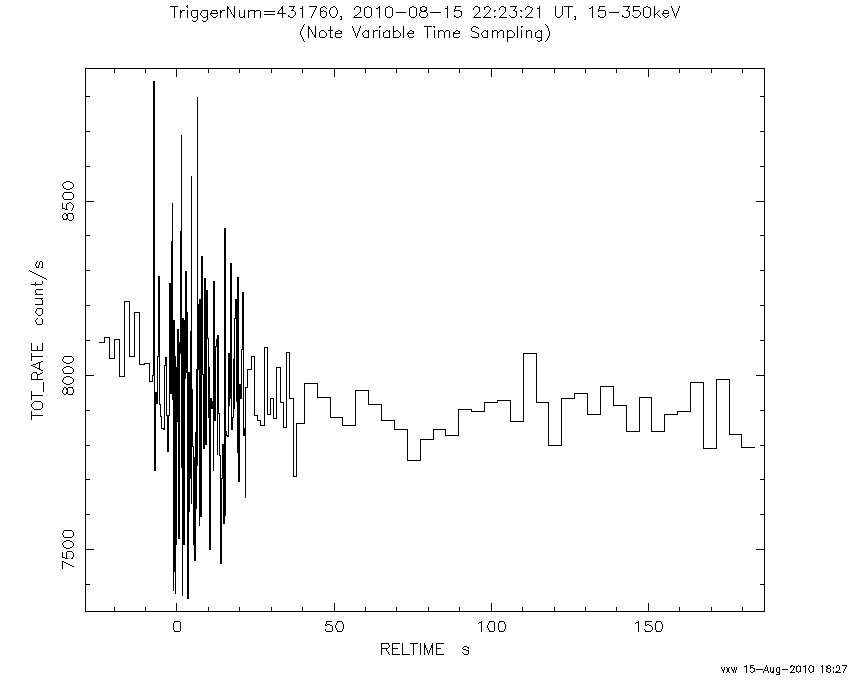 TriggerNum=431760, 2010-08-15 22:23:21 UT, 15-350keV
(Note Variable Time Sampling)
TOT_RATE count/s
8500
8000
7500
0 50 100 150
RELTIME s
vxw 15-Aug-2010 18:27